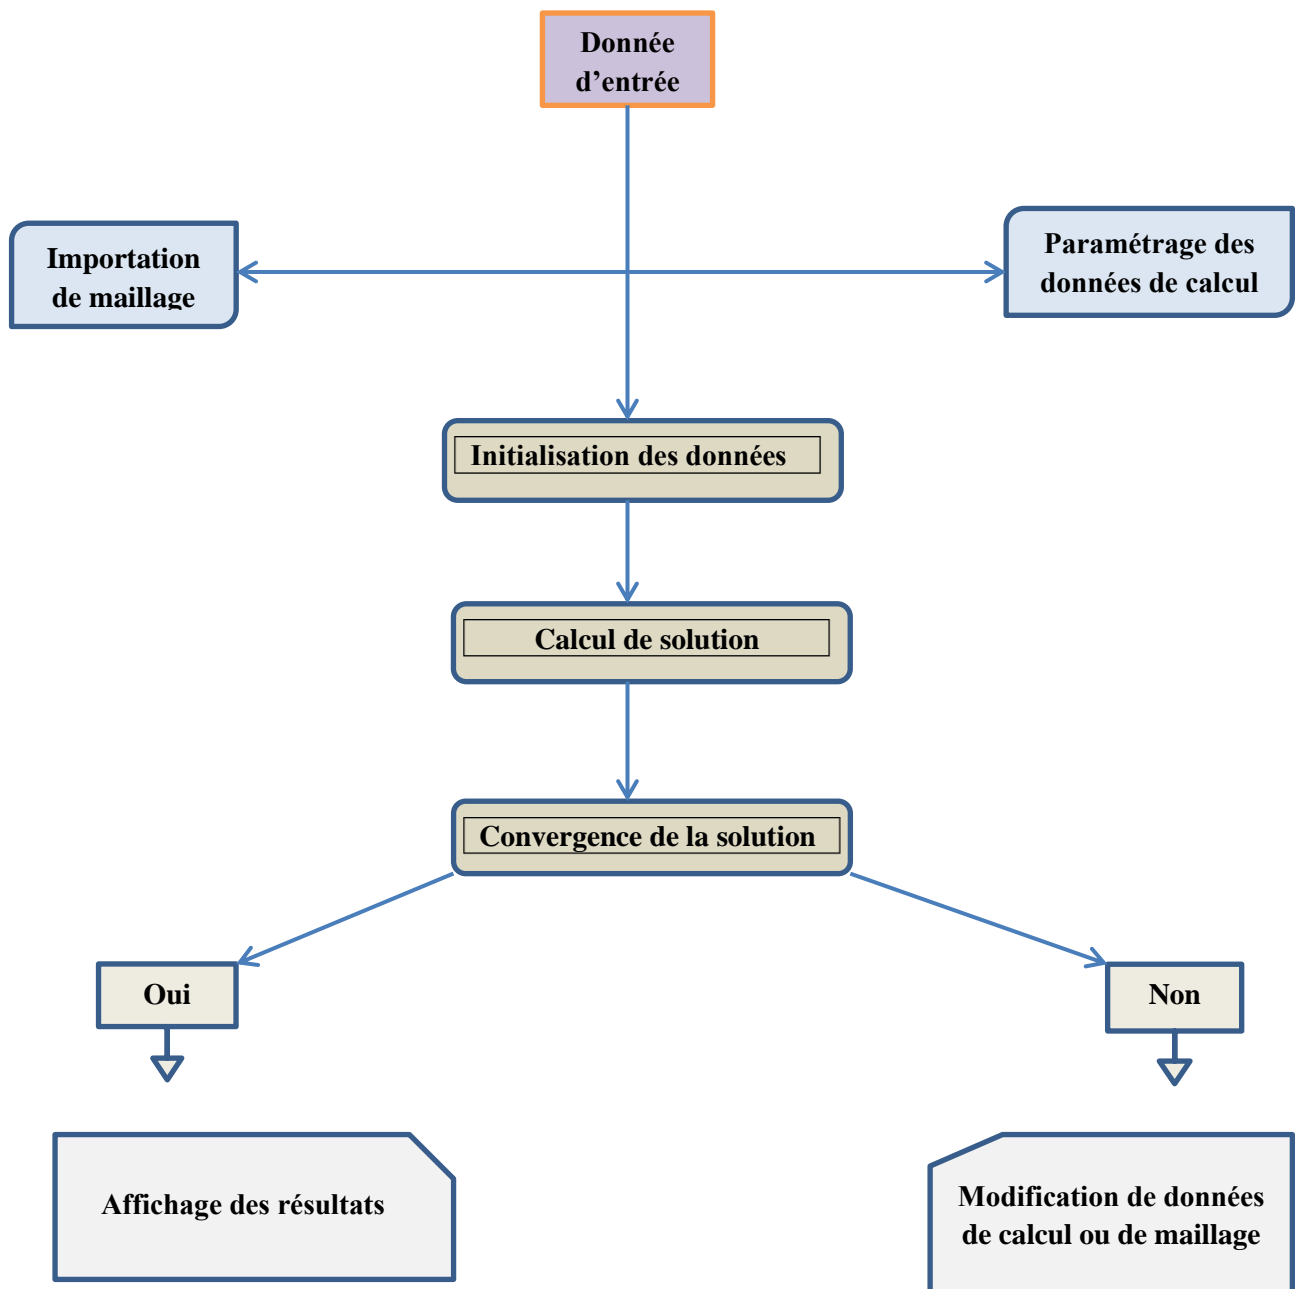 Donnée
d’entrée
Importation
de maillage
Paramétrage des
données de calcul
Initialisation des données
Calcul de solution
Convergence de la solution
Oui
Non
Affichage des résultats
Modification de données
de calcul ou de maillage